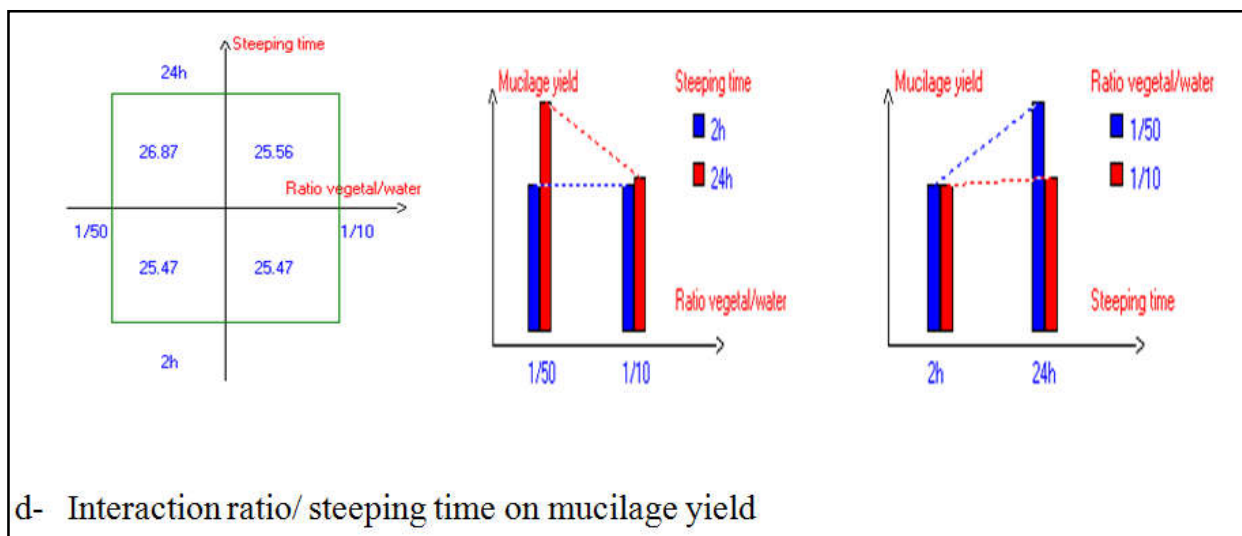 Steeping time
24h
26.87
25.56
Ratio vegetal/water
1/50
1/10
25.47
25.47
2h
Mucilage yield
Steeping time
2h
24h
Ratio vegetal/water
1/50
1/10
Mucilage yield
Ratio vegetal/water
1/50
1/10
Steeping time
2h
24h
d- Interaction ratio/ steeping time on mucilage yield